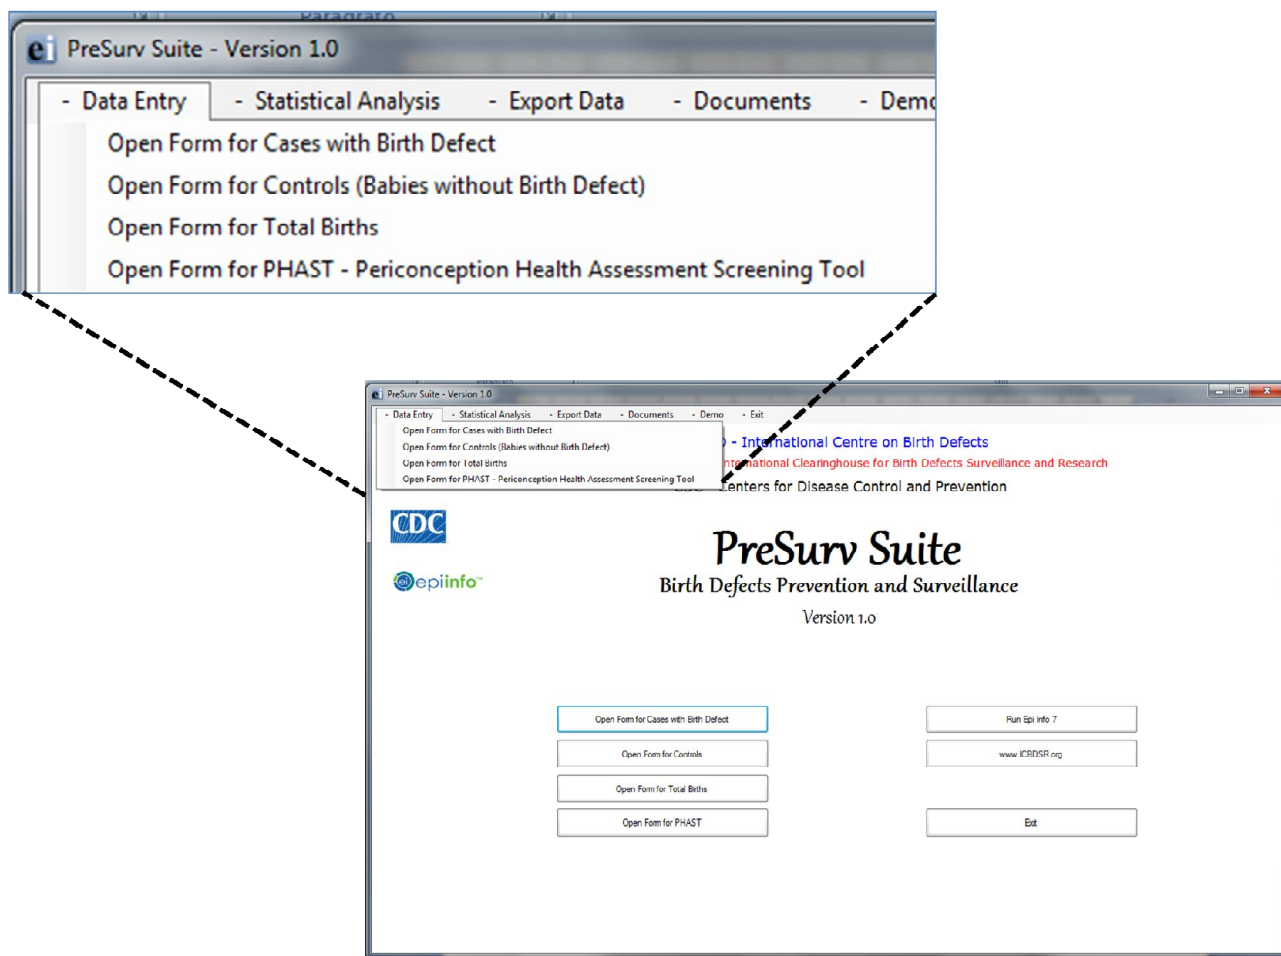 Paragrafo
ei PreSurv Suite - Version 1.0
- Data Entry - Statistical Analysis - Export Data - Documents - Demo
Open Form for Cases with Birth Defect
Open Form for Controls (Babies without Birth Defect)
Open Form for Total Births
Open Form for PHAST - Periconception Health Assessment Screening Tool
Paragrafo
ei PreSurv Suite - Version 1.0
- Data Entry - Statistical Analysis - Export Data - Documents - Demo - Exit
Open Form for Cases with Birth Defect
Open Form for Controls (Babies without Birth Defect)
Open Form for Total Births
Open Form for PHAST - Periconception Health Assessment Screening Tool
- International Centre on Birth Defects
International Clearinghouse for Birth Defects Surveillance and Research
Centers for Disease Control and Prevention
CDC
ei epiinfo™
PreSurv Suite
Birth Defects Prevention and Surveillance
Version 1.0
Open Form for Cases with Birth Defect
Run Epi Info 7
Open Form for Controls
www.ICBDSR.org
Open Form for Total Births
Open Form for PHAST
Exit